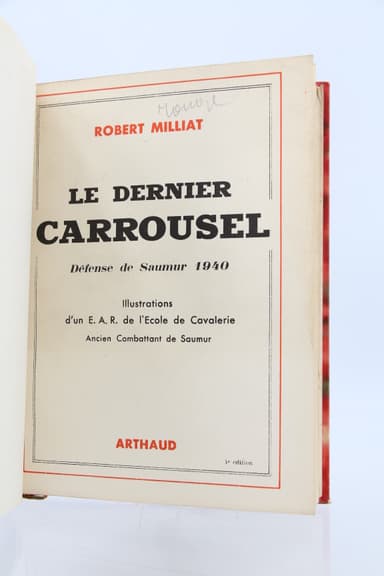 ROBERT MILLIAT
LE DERNIER
CARROUSEL
Défense de Saumur 1940
Illustrations
d'un E. A. R. de l'Ecole de Cavalerie
Ancien Combattant de Saumur
ARTHAUD
édition